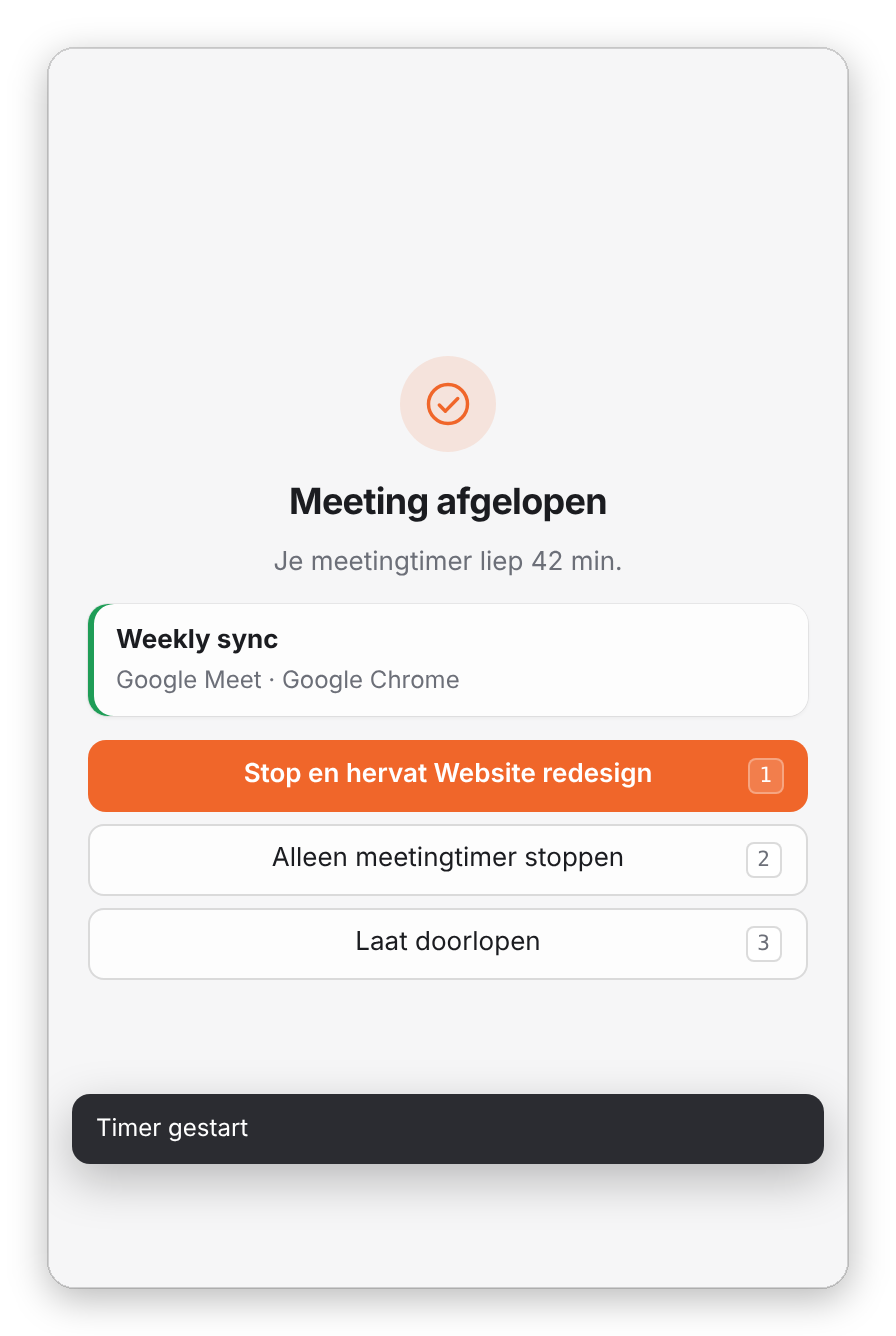 Meeting afgelopen
Je meetingtimer liep 42 min.
Weekly sync
Google Meet · Google Chrome
Stop en hervat Website redesign 1
Alleen meetingtimer stoppen 2
Laat doorlopen 3
Timer gestart